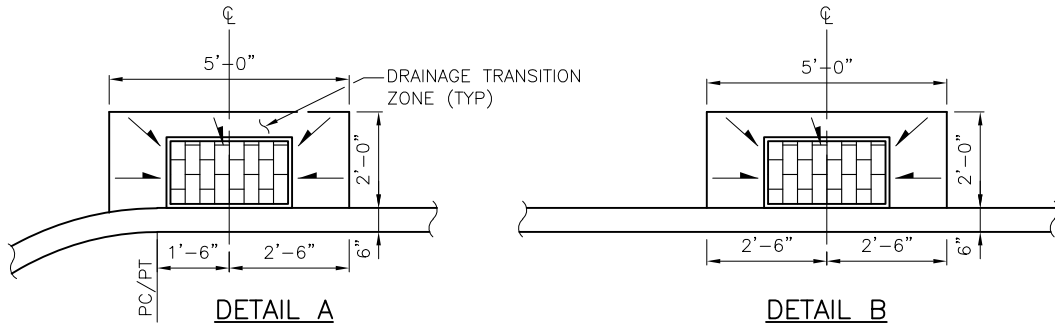 ℄
5'-0"
DRAINAGE TRANSITION
ZONE (TYP)
2'-0"
1'-6"
2'-6"
6"
PC/PT
DETAIL A
℄
5'-0"
2'-0"
2'-6"
2'-6"
6"
DETAIL B